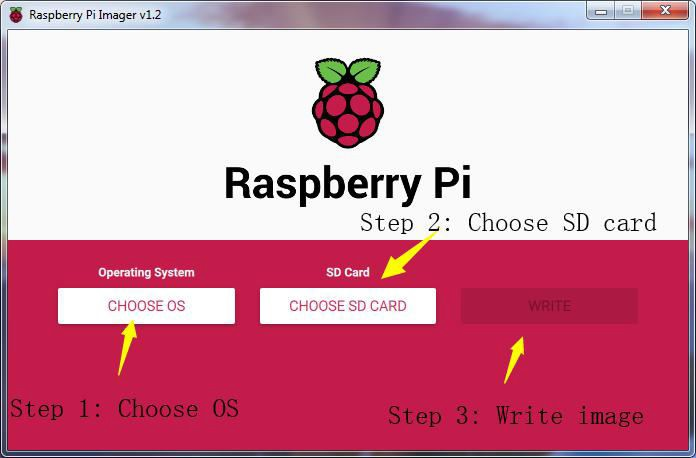 Raspberry Pi Imager v1.2
Raspberry Pi
Step 2: Choose SD card
Operating System
SD Card
CHOOSE OS
CHOOSE SD CARD
WRITE
Step 1: Choose OS
Step 3: Write image